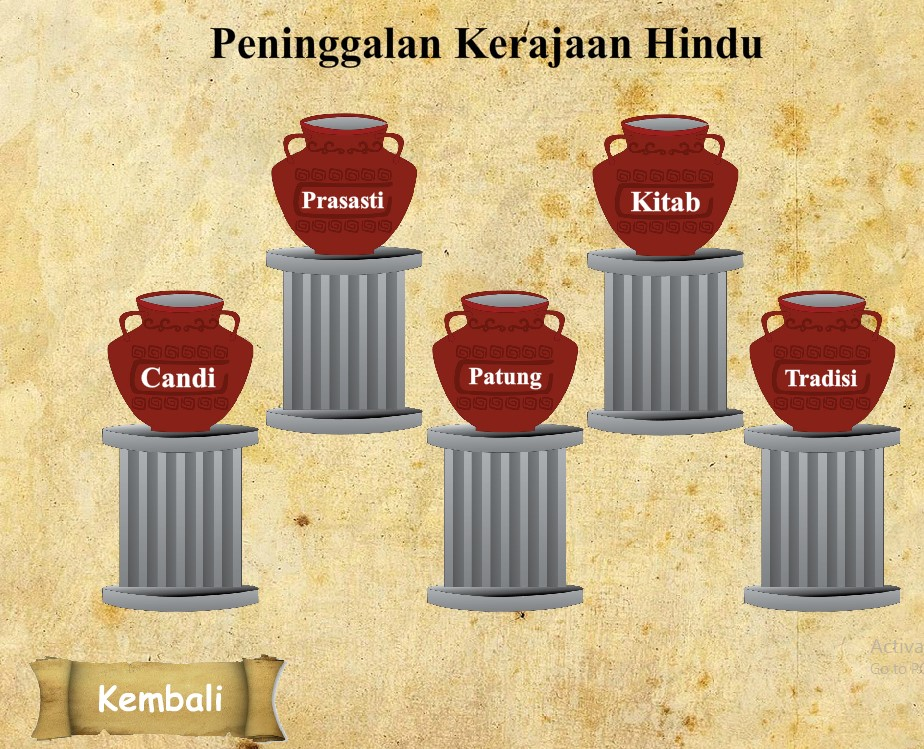 Peninggalan Kerajaan Hindu
Prasasti
Kitab
Candi
Patung
Tradisi
Kembali